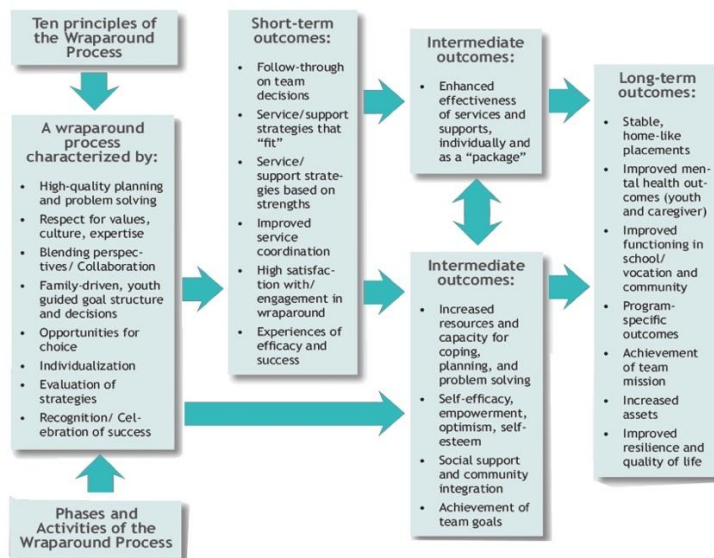 Ten principles of
the Wraparound
Process
A wraparound
process
characterized by:
• High-quality planning
and problem solving
• Respect for values,
culture, expertise
• Blending perspec-
tives/ Collaboration
• Family-driven, youth
guided goal structure
and decisions
• Opportunities for
choice
• Individualization
• Evaluation of
strategies
• Recognition/ Cel-
ebration of success
Phases and
Activities of the
Wraparound Process
Short-term
outcomes:
• Follow-through
on team
decisions
• Service/support
strategies that
“fit”
• Service/
support strate-
gies based on
strengths
• Improved
service
coordination
• High satisfac-
tion with/
engagement in
wraparound
• Experiences of
efficacy and
success
Intermediate
outcomes:
• Enhanced
effectiveness
of services and
supports,
individually and
as a “package”
Intermediate
outcomes:
• Increased
resources and
capacity for
coping,
planning, and
problem solving
• Self-efficacy,
empowerment,
optimism, self-
esteem
• Social support
and community
integration
• Achievement of
team goals
Long-term
outcomes:
• Stable,
home-like
placements
• Improved men-
tal health out-
comes (youth
and caregiver)
• Improved
functioning in
school/
vocation and
community
• Program-
specific
outcomes
• Achievement
of team
mission
• Increased
assets
• Improved
resilience and
quality of life